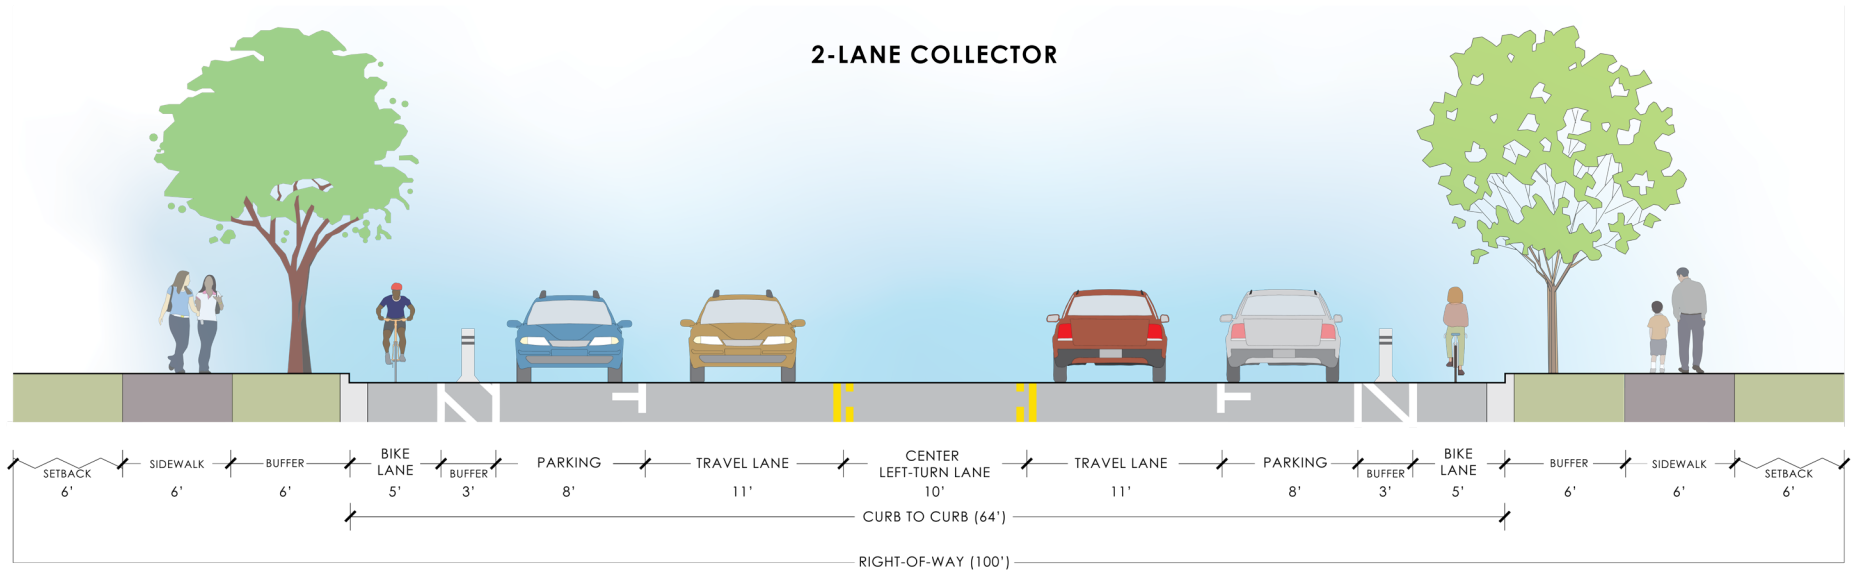 2-LANE COLLECTOR
SETBACK
6'
SIDEWALK
6'
BUFFER
6'
BIKE
LANE
5'
BUFFER
3'
PARKING
8'
TRAVEL LANE
11'
CENTER
LEFT-TURN LANE
10'
TRAVEL LANE
11'
PARKING
8'
BUFFER
3'
BIKE
LANE
5'
BUFFER
6'
SIDEWALK
6'
SETBACK
6'
CURB TO CURB (64')
RIGHT-OF-WAY (100')